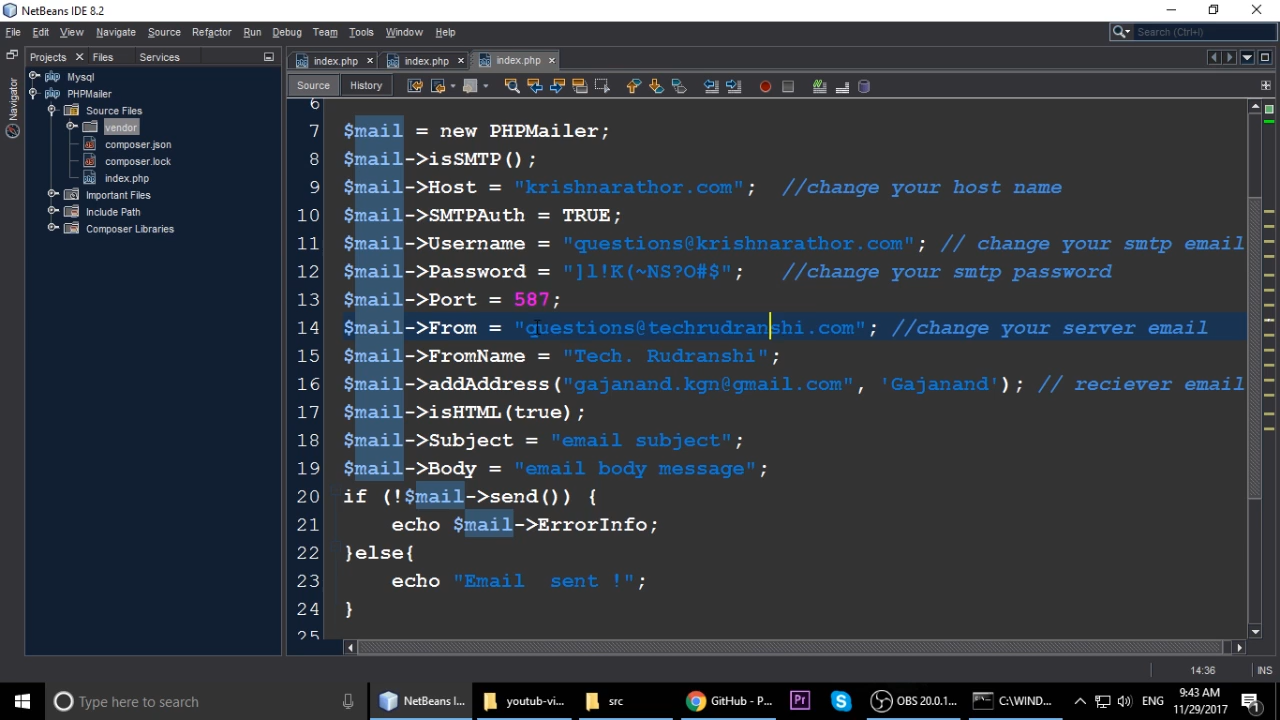 NetBeans IDE 8.2
File Edit View Navigate Source Refactor Run Debug Team Tools Window Help
Search (Ctrl+I)
Projects Files Services
index.php index.php index.php
Navigator
Source History
Mysql
PHPMailer
Source Files
vendor
composer.json
composer.lock
index.php
Important Files
Include Path
Composer Libraries
6
7 $mail = new PHPMailer;
8 $mail->isSMTP();
9 $mail->Host = "krishnarathor.com"; //change your host name
10 $mail->SMTPAuth = TRUE;
11 $mail->Username = "questions@krishnarathor.com"; // change your smtp email
12 $mail->Password = "]l!K(~NS?O#$"; //change your smtp password
13 $mail->Port = 587;
14 $mail->From = "questions@techrudranshi.com"; //change your server email
15 $mail->FromName = "Tech. Rudranshi";
16 $mail->addAddress("gajanand.kgn@gmail.com", 'Gajanand'); // reciever email
17 $mail->isHTML(true);
18 $mail->Subject = "email subject";
19 $mail->Body = "email body message";
20 if (!$mail->send()) {
21 echo $mail->ErrorInfo;
22 }else{
23 echo "Email  sent !";
24 }
25
14:36 INS
Type here to search
NetBeans I... youtub-vi... src GitHub - P... Pr OBS 20.0.1... C:\WIND...
ENG
9:43 AM
11/29/2017
1